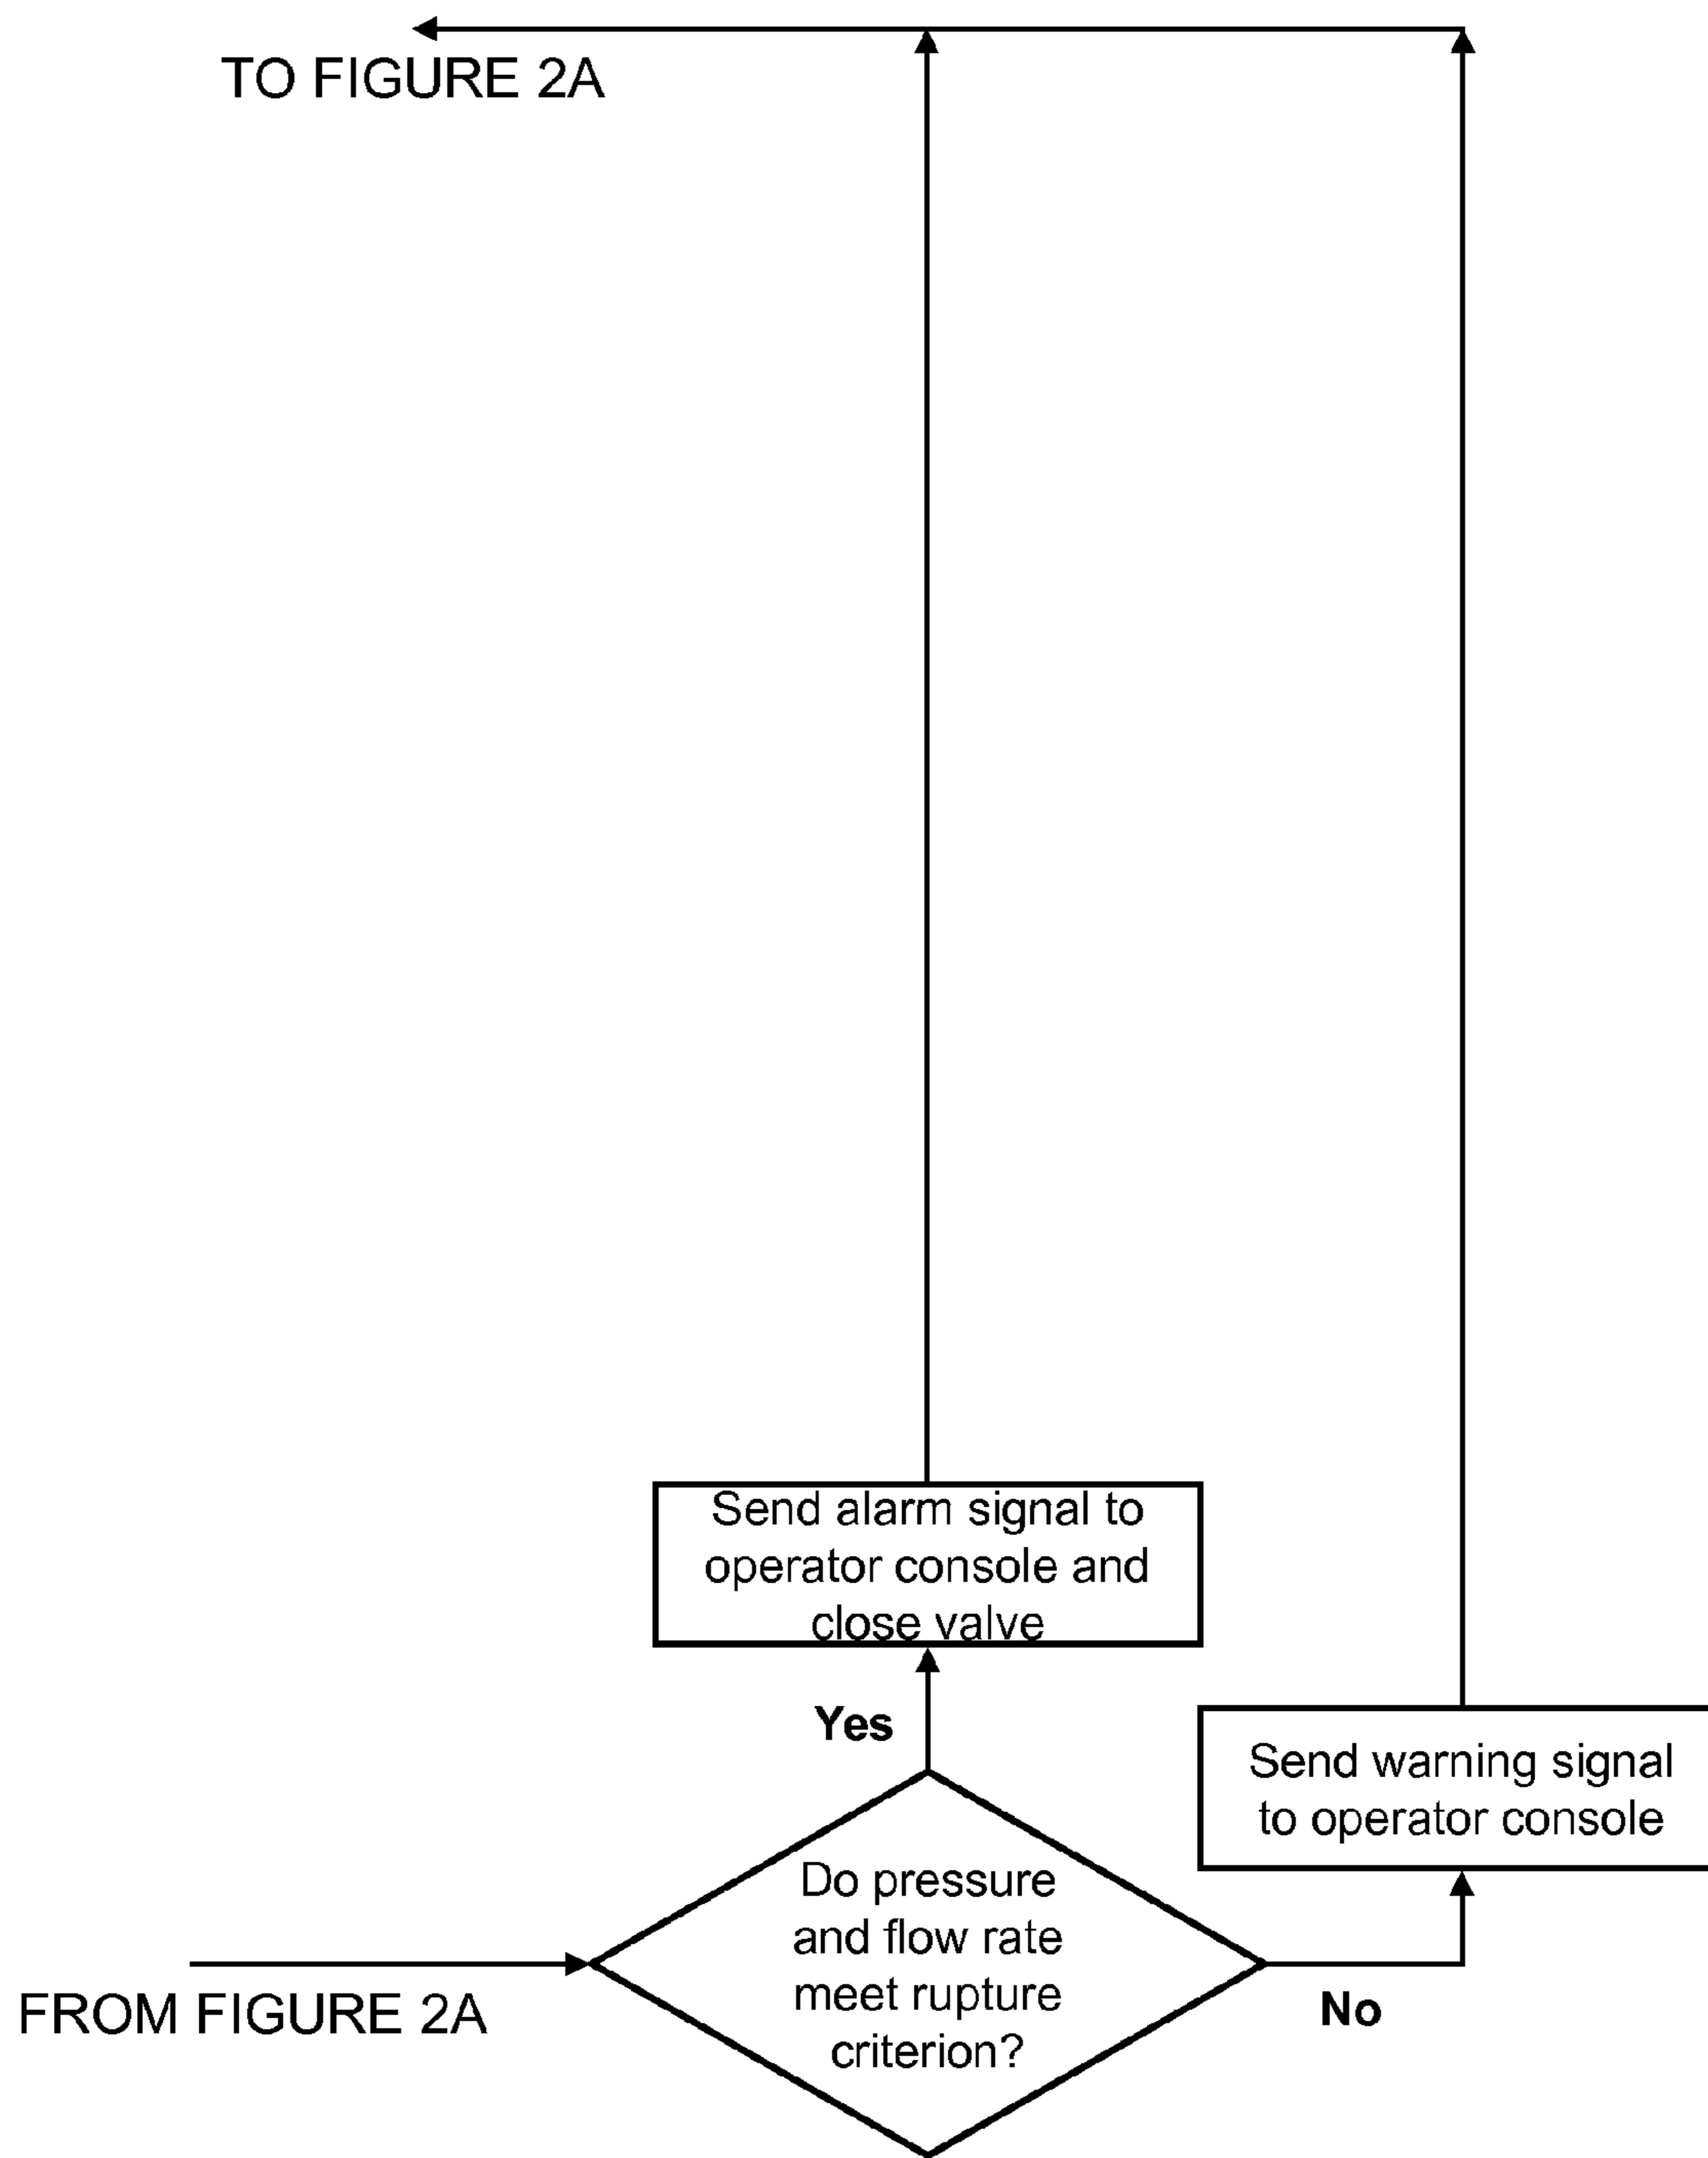 TO FIGURE 2A
Send alarm signal to
operator console and
close valve
Yes
Send warning signal
to operator console
Do pressure
and flow rate
meet rupture
criterion?
FROM FIGURE 2A
No